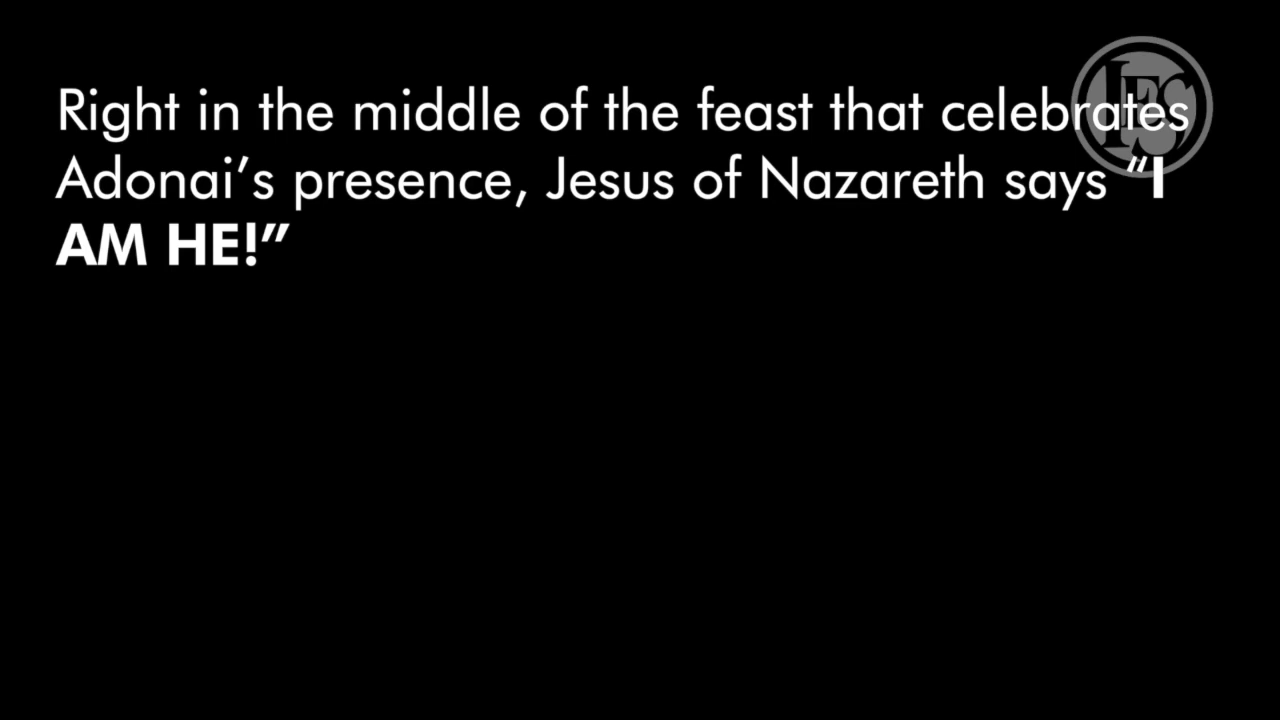 Right in the middle of the feast that celebrates
Adonai’s presence, Jesus of Nazareth says “I
AM HE!”